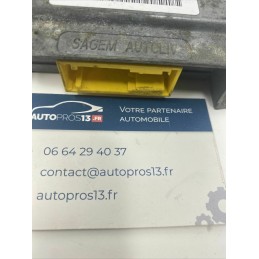 SAGEM AUTOLIV
AUTOPROS13.FR
VOTRE PARTENAIRE
AUTOMOBILE
06 64 29 40 37
contact@autopros13.fr
autopros13.fr